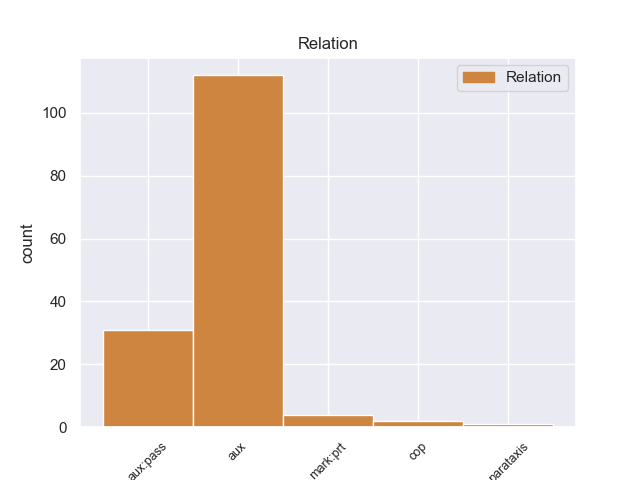 Relation
Relation
100
80
60
40
20
0
count
aux:pass
aux
mark:prt
cop
parataxis